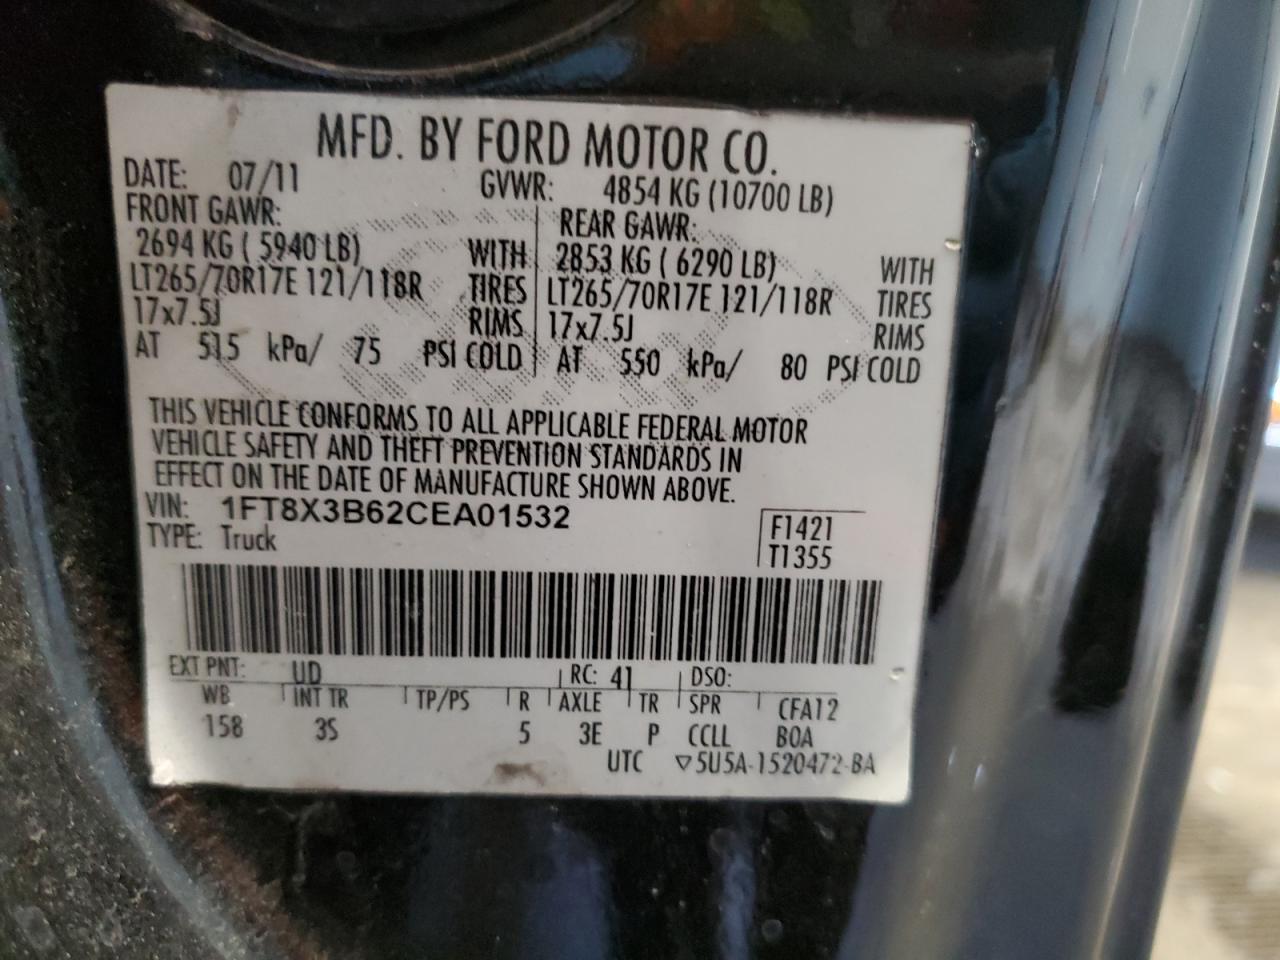 MFD. BY FORD MOTOR CO.
DATE: 07/11 GVWR: 4854 KG (10700 LB)
FRONT GAWR: REAR GAWR:
2694 KG ( 5940 LB) WITH 2853 KG ( 6290 LB) WITH
LT265/70R17E 121/118R TIRES LT265/70R17E 121/118R TIRES
17x7.5J RIMS 17x7.5J RIMS
AT 515 kPa/ 75 PSI COLD AT 550 kPa/ 80 PSI COLD
THIS VEHICLE CONFORMS TO ALL APPLICABLE FEDERAL MOTOR
VEHICLE SAFETY AND THEFT PREVENTION STANDARDS IN
EFFECT ON THE DATE OF MANUFACTURE SHOWN ABOVE.
VIN: 1FT8X3B62CEA01532 F1421
TYPE: Truck T1355
EXT PNT: UD RC: 41 DSO:
WB INT TR TP/PS R AXLE TR SPR CFA12
158 3S 5 3E P CCLL BOA
UTC ▽5U5A-1520472-BA